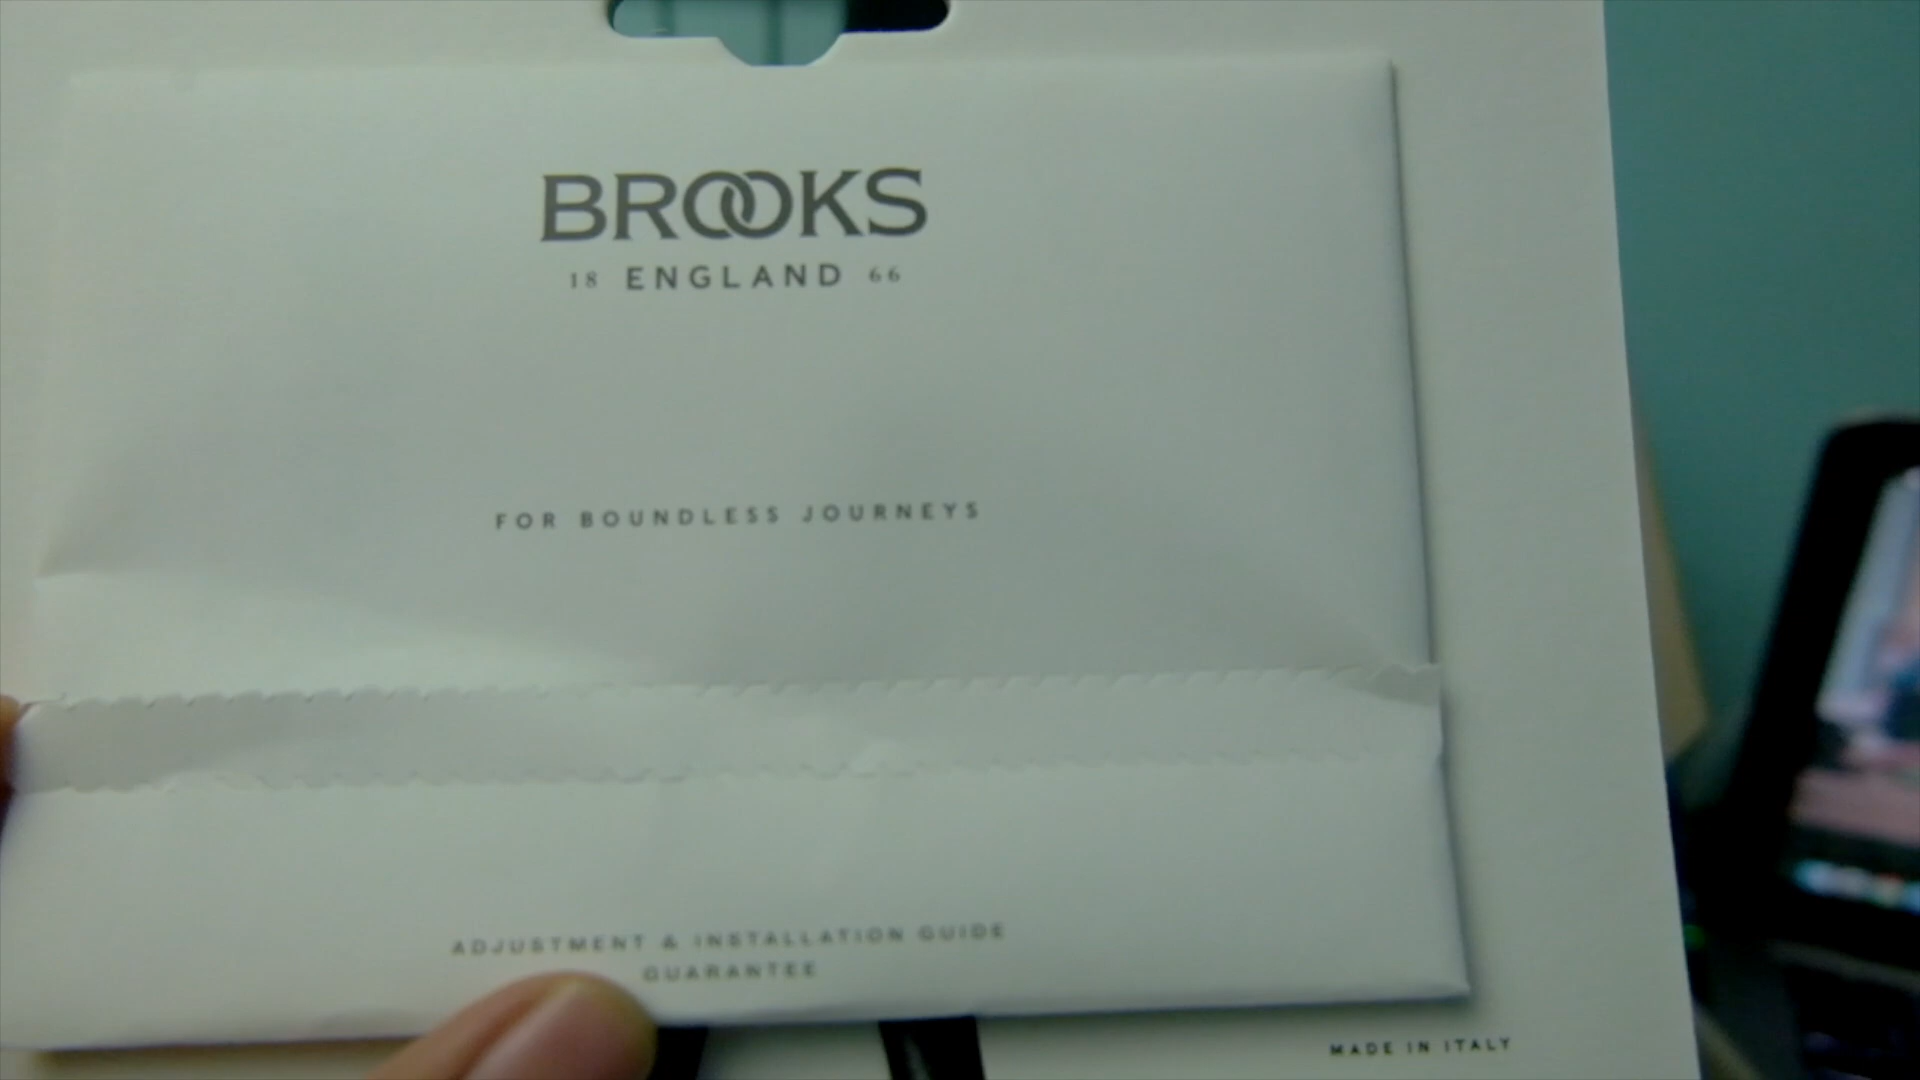 BROOKS
18 ENGLAND 66
FOR BOUNDLESS JOURNEYS
ADJUSTMENT & INSTALLATION GUIDE
GUARANTEE
MADE IN ITALY